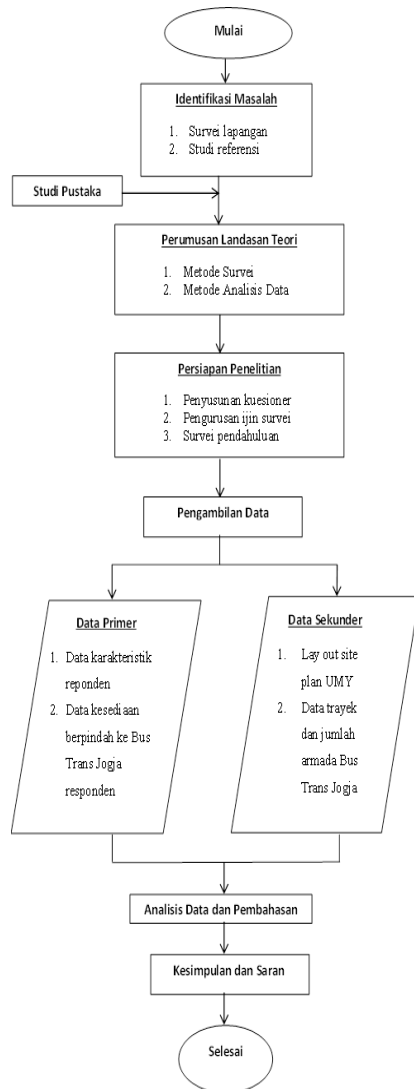 Mulai
Identifikasi Masalah
1. Survei lapangan
2. Studi referensi
Studi Pustaka
Perumusan Landasan Teori
1. Metode Survei
2. Metode Analisis Data
Persiapan Penelitian
1. Penyusunan kuesioner
2. Pengurusan ijin survei
3. Survei pendahuluan
Pengambilan Data
Data Primer
1. Data karakteristik
reponden
2. Data kesediaan
berpindah ke Bus
Trans Jogja
responden
Data Sekunder
1. Lay out site
plan UMY
2. Data trayek
dan jumlah
armada Bus
Trans Jogja
Analisis Data dan Pembahasan
Kesimpulan dan Saran
Selesai